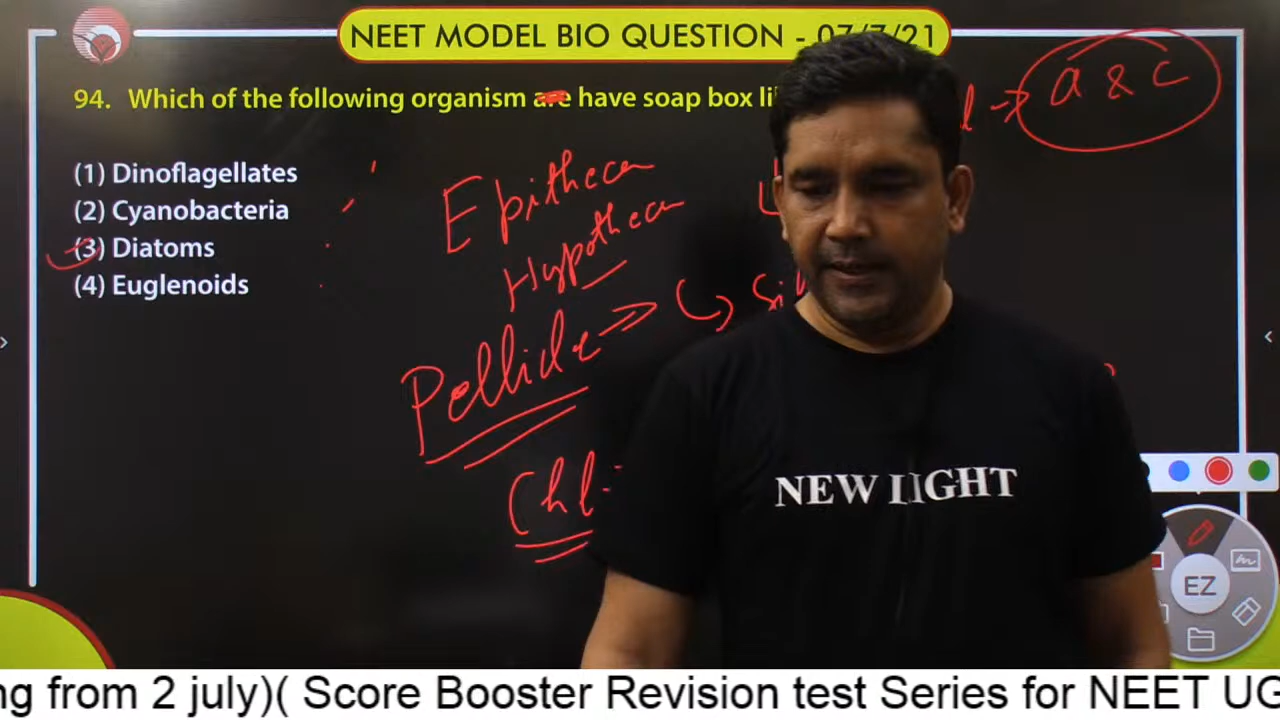 NEET MODEL BIO QUESTION - 07/7/21
94. Which of the following organism are have soap box li
a & c
(1) Dinoflagellates
(2) Cyanobacteria
(3) Diatoms
(4) Euglenoids
Epitheca
Hypotheca
Pellicle
Chl
NEW LIGHT
EZ
ng from 2 july)( Score Booster Revision test Series for NEET UG